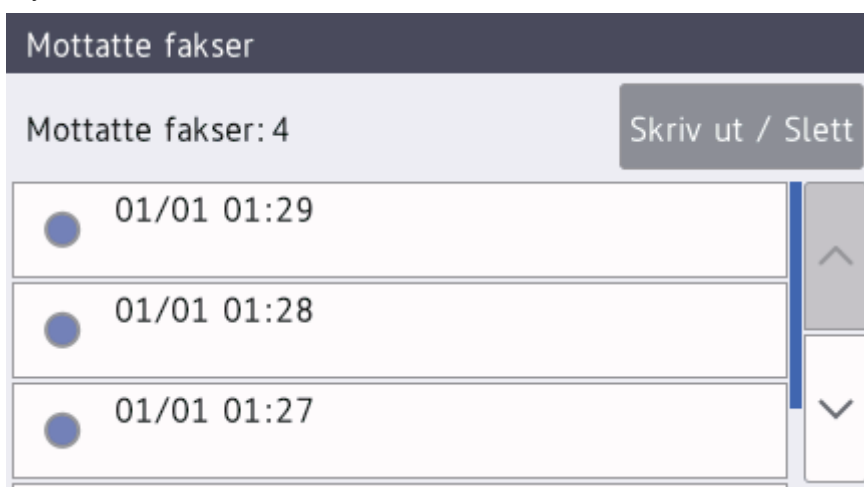 Mottatte fakser
Mottatte fakser: 4
Skriv ut / Slett
01/01 01:29
01/01 01:28
01/01 01:27